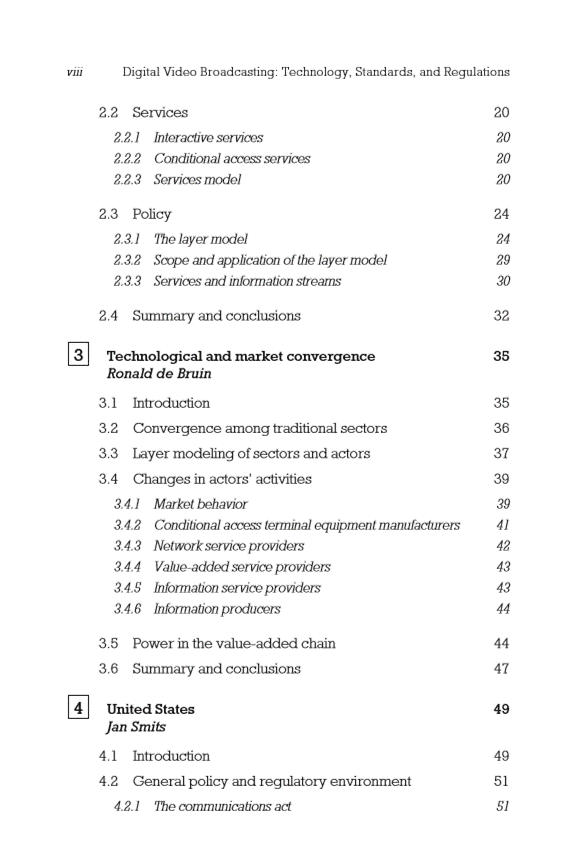 viii Digital Video Broadcasting: Technology, Standards, and Regulations
2.2 Services 20
2.2.1 Interactive services 20
2.2.2 Conditional access services 20
2.2.3 Services model 20
2.3 Policy 24
2.3.1 The layer model 24
2.3.2 Scope and application of the layer model 29
2.3.3 Services and information streams 30
2.4 Summary and conclusions 32
3 Technological and market convergence 35
Ronald de Bruin
3.1 Introduction 35
3.2 Convergence among traditional sectors 36
3.3 Layer modeling of sectors and actors 37
3.4 Changes in actors' activities 39
3.4.1 Market behavior 39
3.4.2 Conditional access terminal equipment manufacturers 41
3.4.3 Network service providers 42
3.4.4 Value-added service providers 43
3.4.5 Information service providers 43
3.4.6 Information producers 44
3.5 Power in the value-added chain 44
3.6 Summary and conclusions 47
4 United States 49
Jan Smits
4.1 Introduction 49
4.2 General policy and regulatory environment 51
4.2.1 The communications act 51